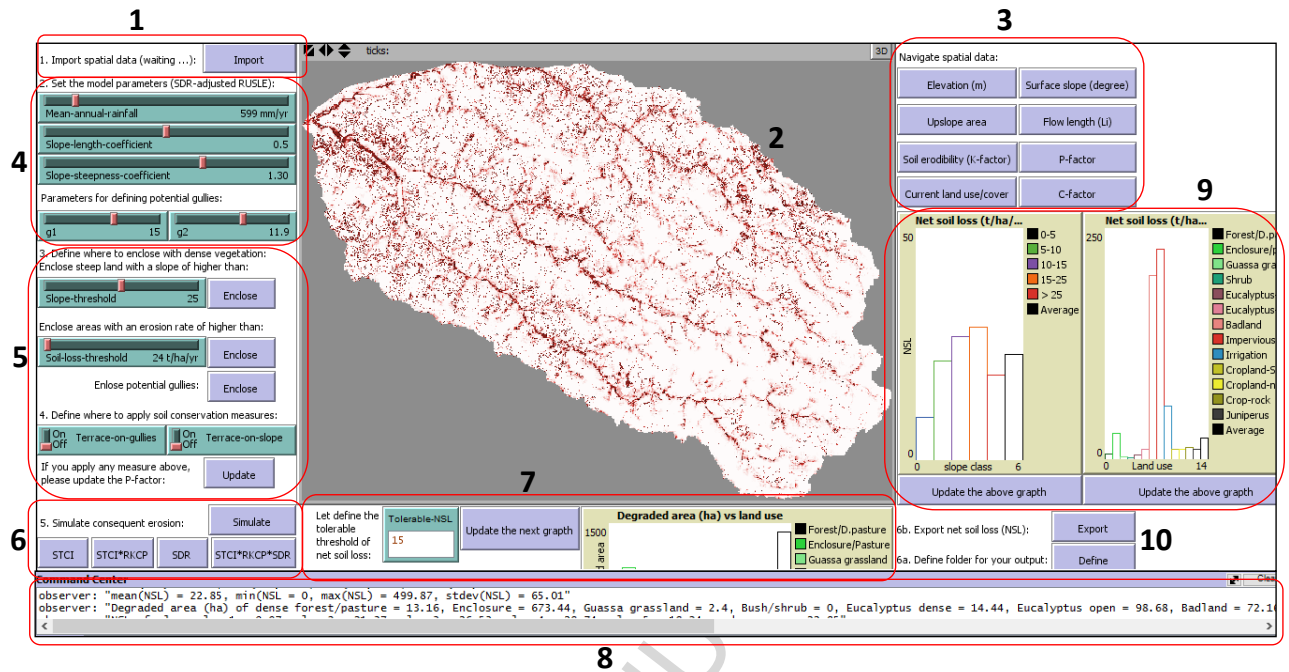 1
3
1. Import spatial data (waiting ...):
Import
ticks:
3D
Navigate spatial data:
2. Set the model parameters (SDR-adjusted RUSLE):
Mean-annual-rainfall
599 mm/yr
Slope-length-coefficient
0.5
Slope-steepness-coefficient
1.30
Parameters for defining potential gullies:
g1
15
g2
11.9
4
2
Elevation (m)
Surface slope (degree)
Upslope area
Flow length (Li)
Soil erodibility (K-factor)
P-factor
Current land use/cover
C-factor
9
3. Define where to enclose with dense vegetation:
Enclose steep land with a slope of higher than:
Slope-threshold
25
Enclose
Enclose areas with an erosion rate of higher than:
Soil-loss-threshold
24 t/ha/yr
Enclose
Enlose potential gullies:
Enclose
5
4. Define where to apply soil conservation measures:
On
Off
Terrace-on-gullies
On
Off
Terrace-on-slope
If you apply any measure above,
please update the P-factor:
Update
Net soil loss (t/ha/...
50
NSL
0
0
slope class
6
0-5
5-10
10-15
15-25
> 25
Average
Update the above graph
Net soil loss (t/ha...
250
0
0
Land use
14
Forest/D.p
Enclosure/p
Guassa gra
Shrub
Eucalyptus
Eucalyptus
Badland
Impervious
Irrigation
Cropland-S
Cropland-n
Crop-rock
Juniperus
Average
Update the above graph
7
6
5. Simulate consequent erosion:
Simulate
STCI
STCI*RKCP
SDR
STCI*RKCP*SDR
Let define the
tolerable
threshold of
net soil loss:
Tolerable-NSL
15
Update the next graph
Degraded area (ha) vs land use
1500
d area
Forest/D.pasture
Enclosure/Pasture
Guassa grassland
6b. Export net soil loss (NSL):
Export
6a. Define folder for your output:
Define
10
Command Center
Clea
observer: "mean(NSL) = 22.85, min(NSL = 0, max(NSL) = 499.87, stdev(NSL) = 65.01"
observer: "Degraded area (ha) of dense forest/pasture = 13.16, Enclosure = 673.44, Guassa grassland = 2.4, Bush/shrub = 0, Eucalyptus dense = 14.44, Eucalyptus open = 98.68, Badland = 72.16
8